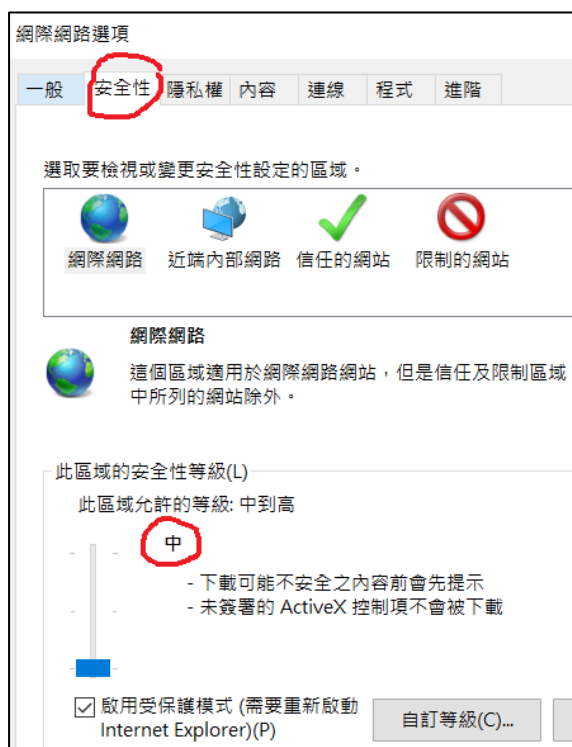 網際網路選項
一般 安全性 隱私權 內容 連線 程式 進階
選取要檢視或變更安全性設定的區域。
網際網路 近端內部網路 信任的網站 限制的網站
網際網路
這個區域適用於網際網路網站，但是信任及限制區域
中所列的網站除外。
此區域的安全性等級(L)
此區域允許的等級: 中到高
中
- 下載可能不安全之內容前會先提示
- 未簽署的 ActiveX 控制項不會被下載
啟用受保護模式 (需要重新啟動
Internet Explorer)(P)
自訂等級(C)...